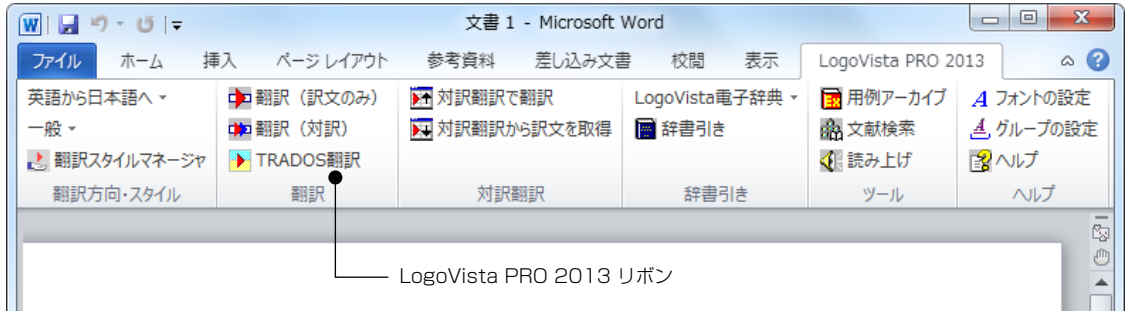 文書 1 - Microsoft Word
ファイル ホーム 挿入 ページ レイアウト 参考資料 差し込み文書 校閲 表示 LogoVista PRO 2013
英語から日本語へ 翻訳（訳文のみ） 対訳翻訳で翻訳 LogoVista電子辞典 用例アーカイブ フォントの設定
一般 翻訳（対訳） 対訳翻訳から訳文を取得 辞書引き 文献検索 グループの設定
翻訳スタイルマネージャ TRADOS翻訳 読み上げ ヘルプ
翻訳方向・スタイル 翻訳 対訳翻訳 辞書引き ツール ヘルプ
LogoVista PRO 2013 リボン